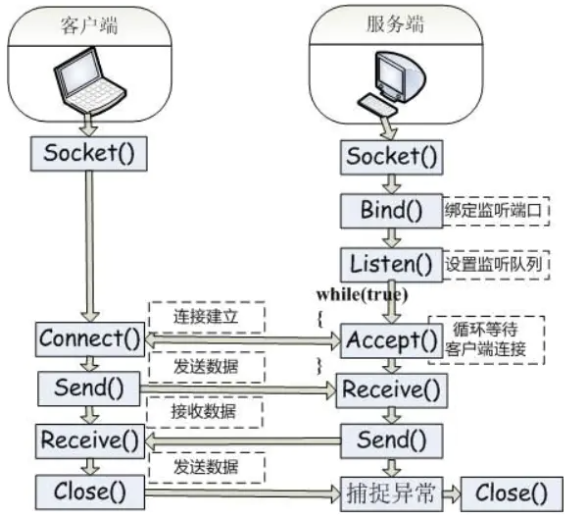 客户端
服务端
Socket()
Socket()
Bind()
绑定监听端口
Listen()
设置监听队列
while(true)
{
连接建立
Connect()
Accept()
循环等待
客户端连接
}
发送数据
Send()
Receive()
接收数据
Receive()
Send()
发送数据
Close()
捕捉异常
Close()